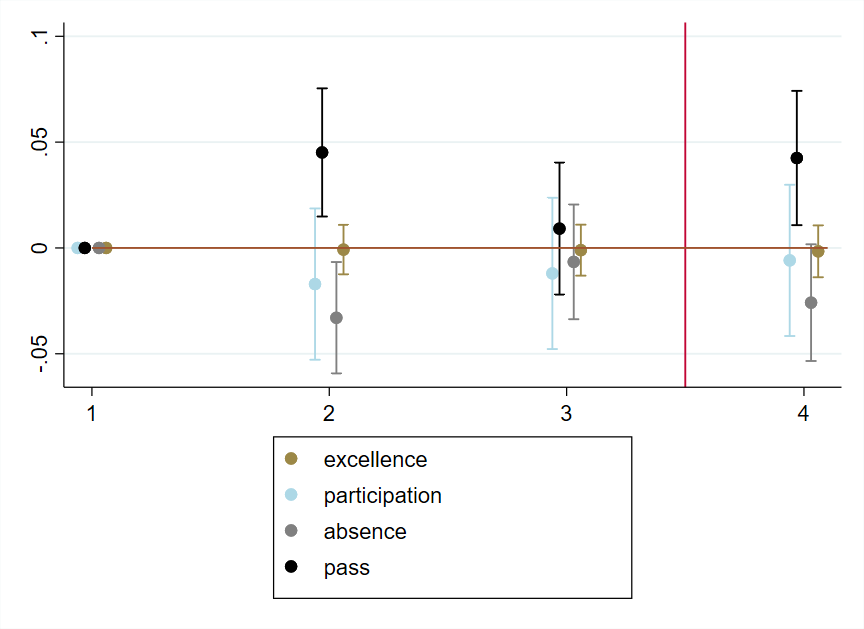 .1
.05
0
-.05
1 2 3 4
excellence
participation
absence
pass